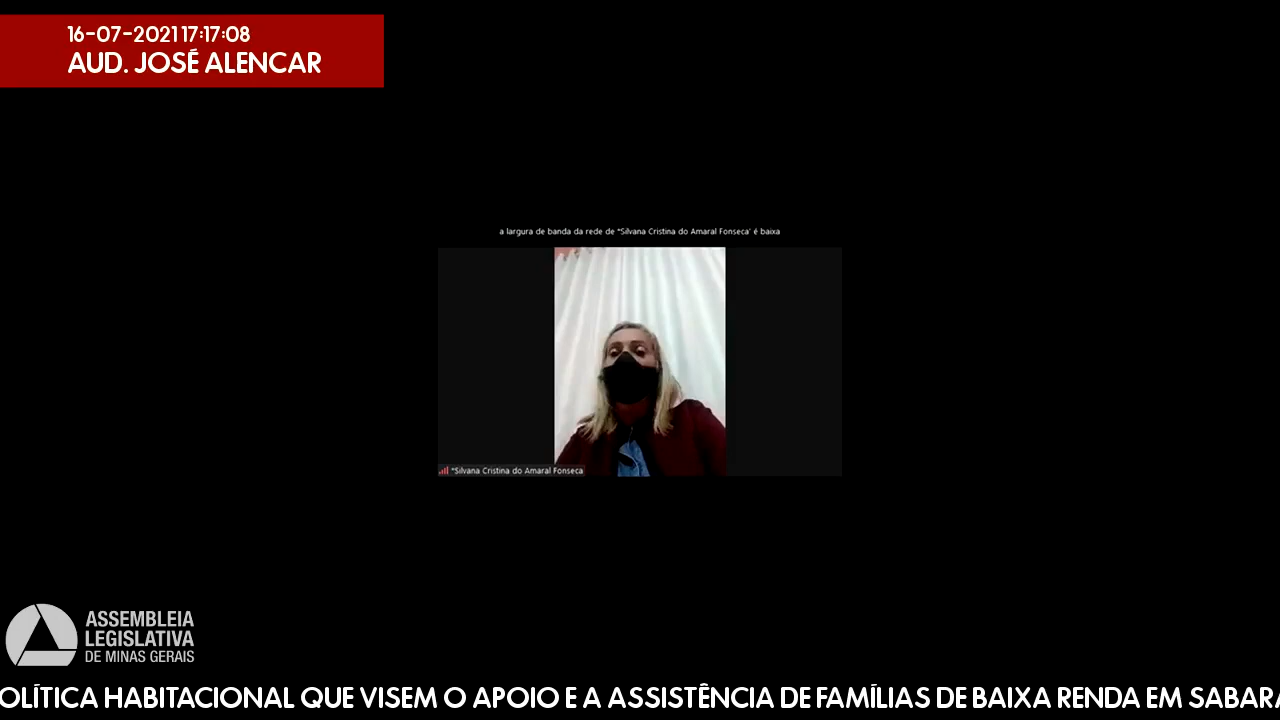 16-07-2021 17:17:08
AUD. JOSÉ ALENCAR
a largura de banda da rede de "Silvana Cristina do Amaral Fonseca' é baixa
"Silvana Cristina do Amaral Fonseca
ASSEMBLEIA
LEGISLATIVA
DE MINAS GERAIS
OLÍTICA HABITACIONAL QUE VISEM O APOIO E A ASSISTÊNCIA DE FAMÍLIAS DE BAIXA RENDA EM SABARÁ